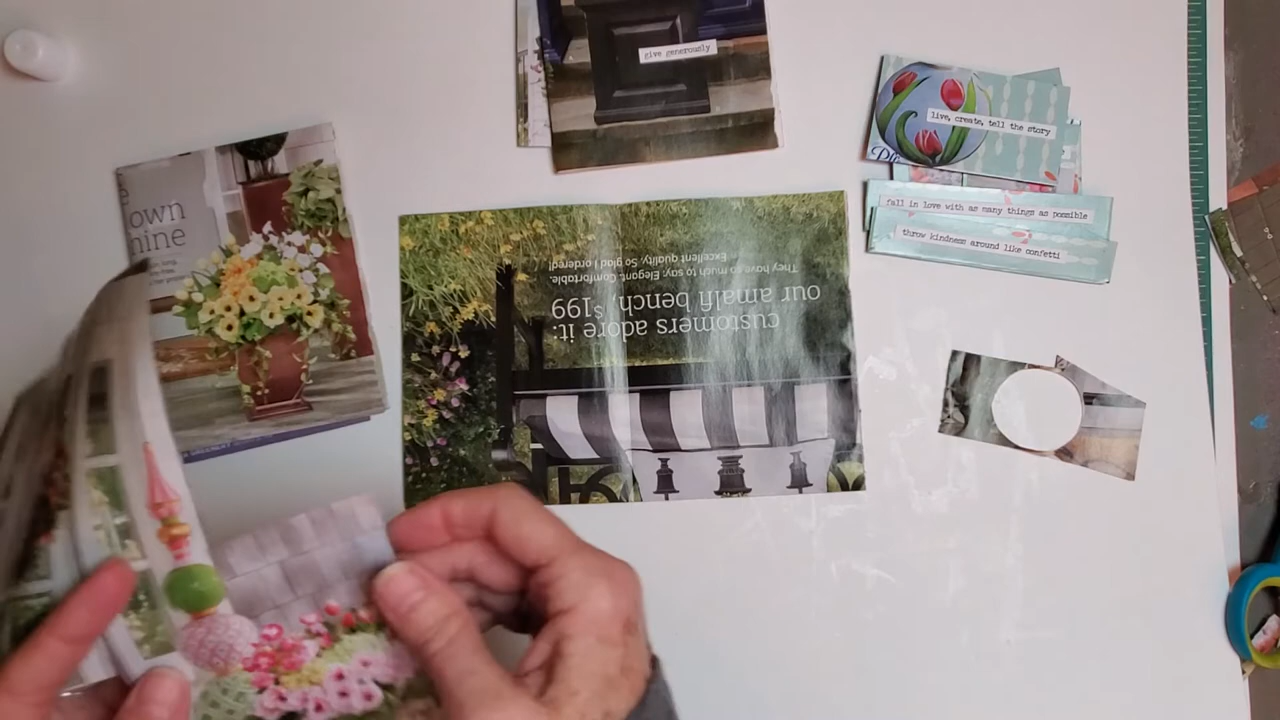 give generously
live, create, tell the story
fall in love with as many things as possible
throw kindness around like confetti
own
customers adore it:
our amalfi bench, $199
They have so much to say: Elegant. Comfortable.
Excellent quality. So glad I ordered!